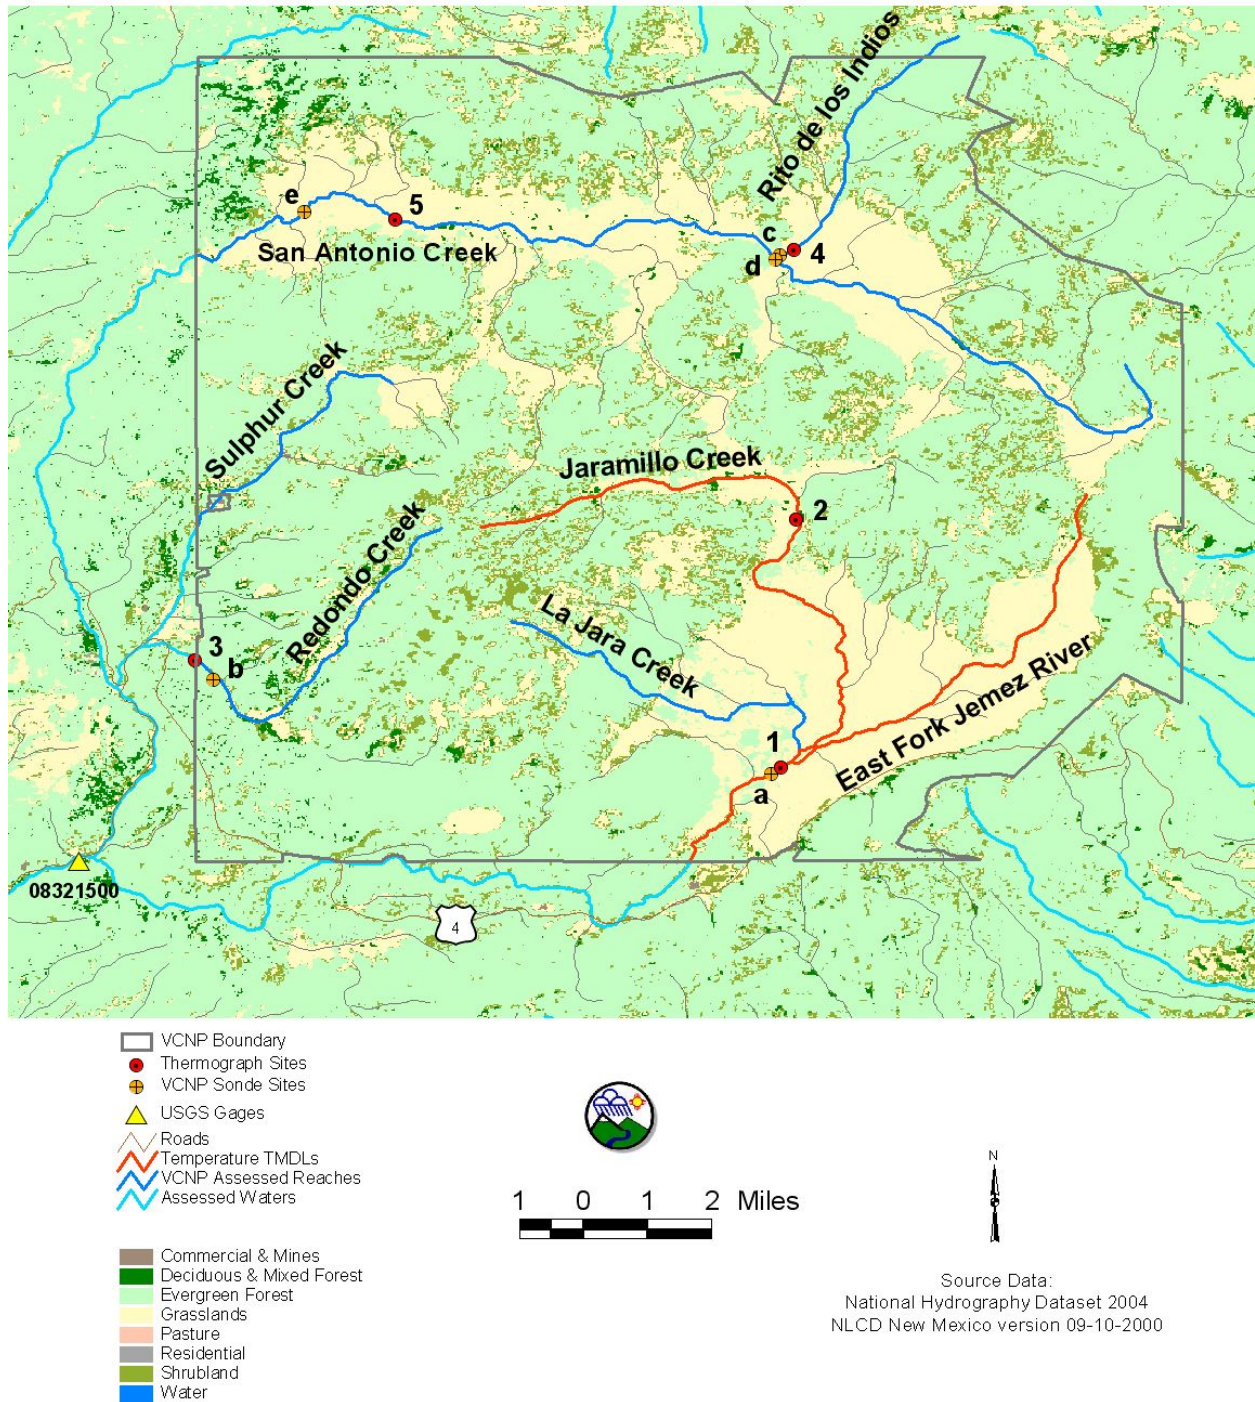 Rito de los Indios
e
5
San Antonio Creek
c
4
d
Sulphur Creek
Jaramillo Creek
2
Redondo Creek
La Jara Creek
3
b
East Fork Jemez River
1
a
08321500
4
VCNP Boundary
Thermograph Sites
VCNP Sonde Sites
USGS Gages
Roads
Temperature TMDLs
VCNP Assessed Reaches
Assessed Waters
1 0 1 2 Miles
N
Commercial & Mines
Deciduous & Mixed Forest
Evergreen Forest
Grasslands
Pasture
Residential
Shrubland
Water
Source Data:
National Hydrography Dataset 2004
NLCD New Mexico version 09-10-2000